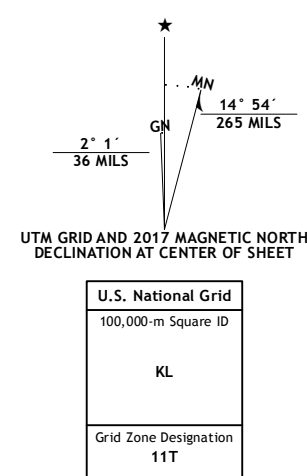 ★
MN
GN
14° 54´
265 MILS
2° 1´
36 MILS
UTM GRID AND 2017 MAGNETIC NORTH
DECLINATION AT CENTER OF SHEET
U.S. National Grid
100,000-m Square ID
KL
Grid Zone Designation
11T